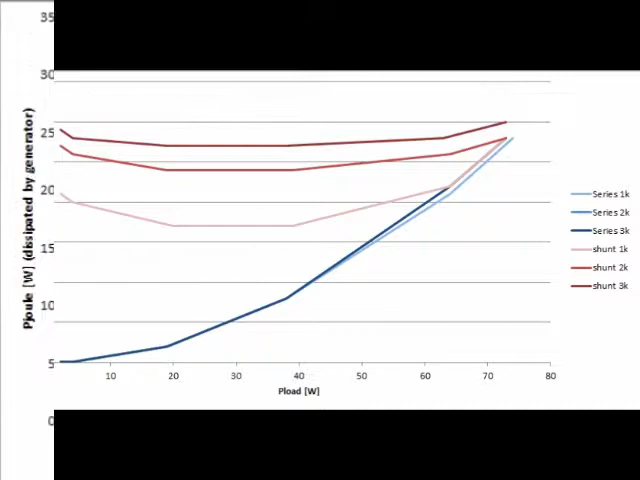 35
30
25
20
15
10
5
0
Pjoule [W] (dissipated by generator)
10 20 30 40 50 60 70 80
Pload [W]
Series 1k
Series 2k
Series 3k
shunt 1k
shunt 2k
shunt 3k